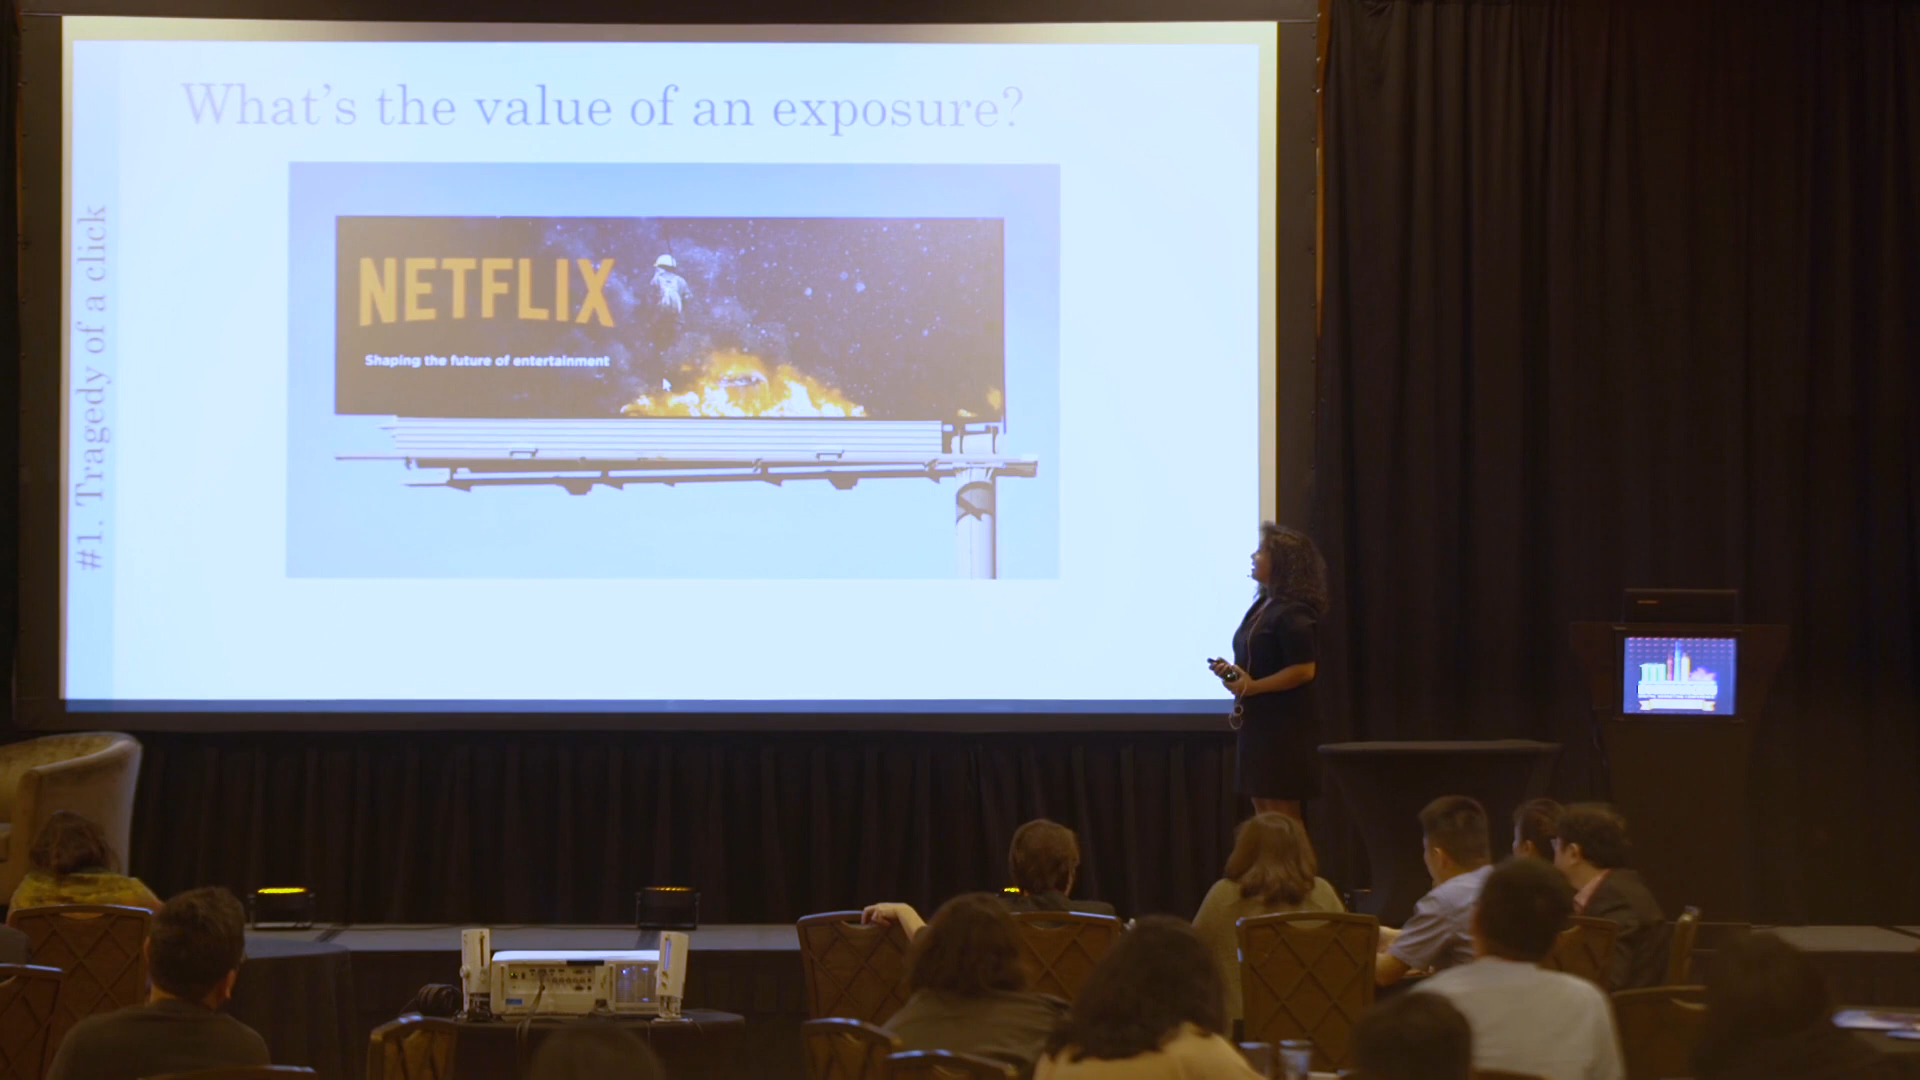 What's the value of an exposure?
#1. Tragedy of a click
NETFLIX
Shaping the future of entertainment